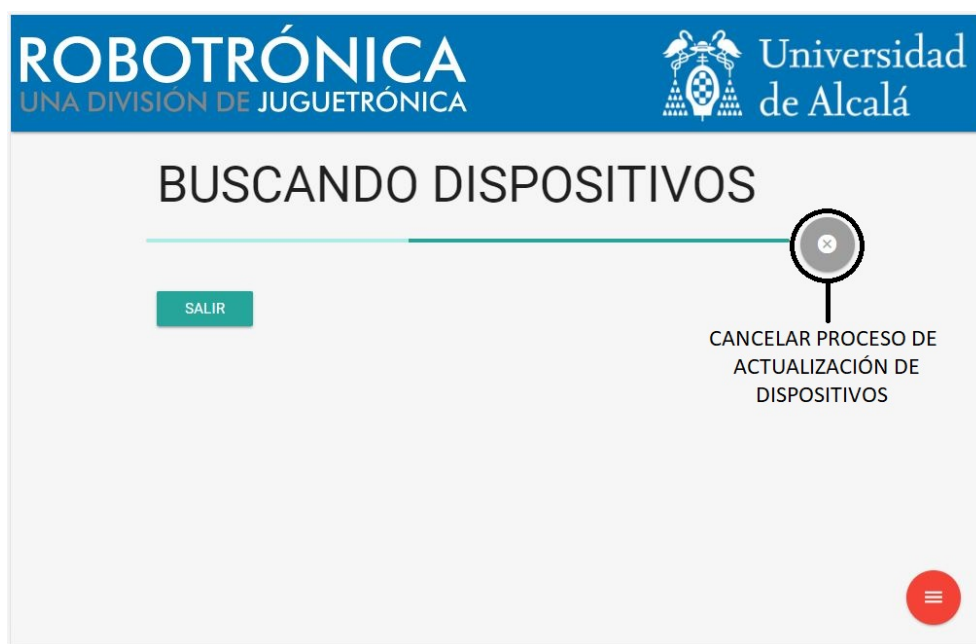 ROBOTRÓNICA
UNA DIVISIÓN DE JUGUETRÓNICA
Universidad
de Alcalá
BUSCANDO DISPOSITIVOS
SALIR
CANCELAR PROCESO DE
ACTUALIZACIÓN DE
DISPOSITIVOS